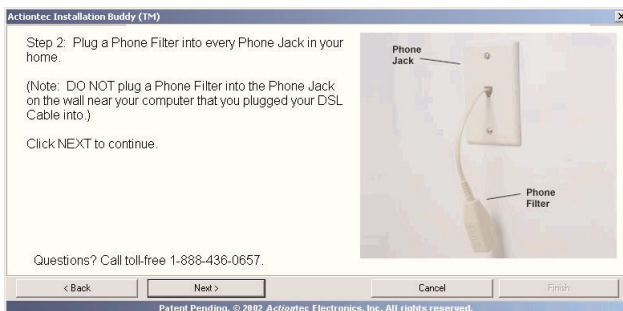 Actiontec Installation Buddy (TM)
Step 2: Plug a Phone Filter into every Phone Jack in your
home.
(Note: DO NOT plug a Phone Filter into the Phone Jack
on the wall near your computer that you plugged your DSL
Cable into.)
Click NEXT to continue.
Phone
Jack
Phone
Filter
Questions? Call toll-free 1-888-436-0657.
< Back
Next >
Cancel
Finish
Patent Pending. © 2002 Actiontec Electronics, Inc. All rights reserved.